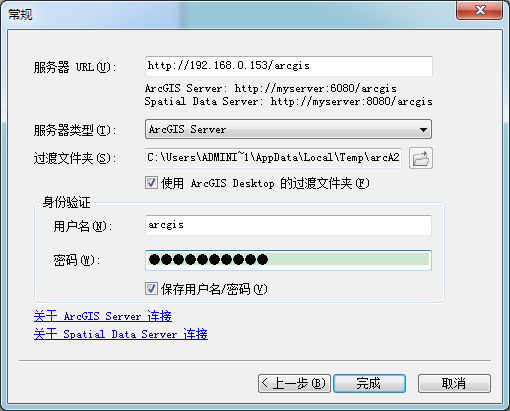 常规
服务器 URL(U): http://192.168.0.153/arcgis
ArcGIS Server: http://myserver:6080/arcgis
Spatial Data Server: http://myserver:8080/arcgis
服务器类型(T): ArcGIS Server
过渡文件夹(S): C:\Users\ADMINI~1\AppData\Local\Temp\arcA2
使用 ArcGIS Desktop 的过渡文件夹(F)
身份验证
用户名(N): arcgis
密码(W): ●●●●●●●●●●
保存用户名/密码(V)
关于 ArcGIS Server 连接
关于 Spatial Data Server 连接
< 上一步(B) 完成 取消